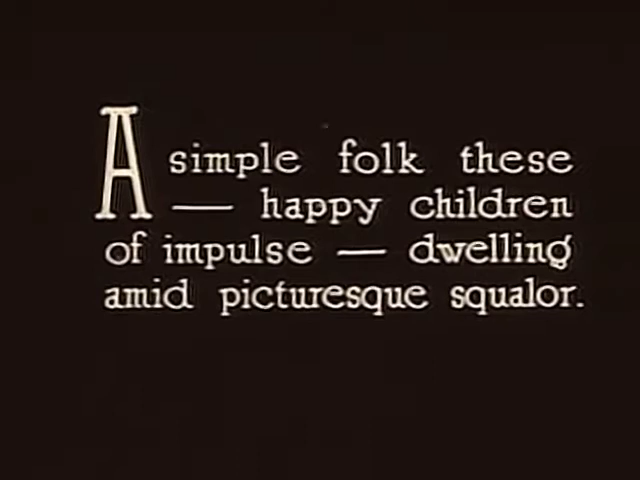 A simple folk these
— happy children
of impulse — dwelling
amid picturesque squalor.